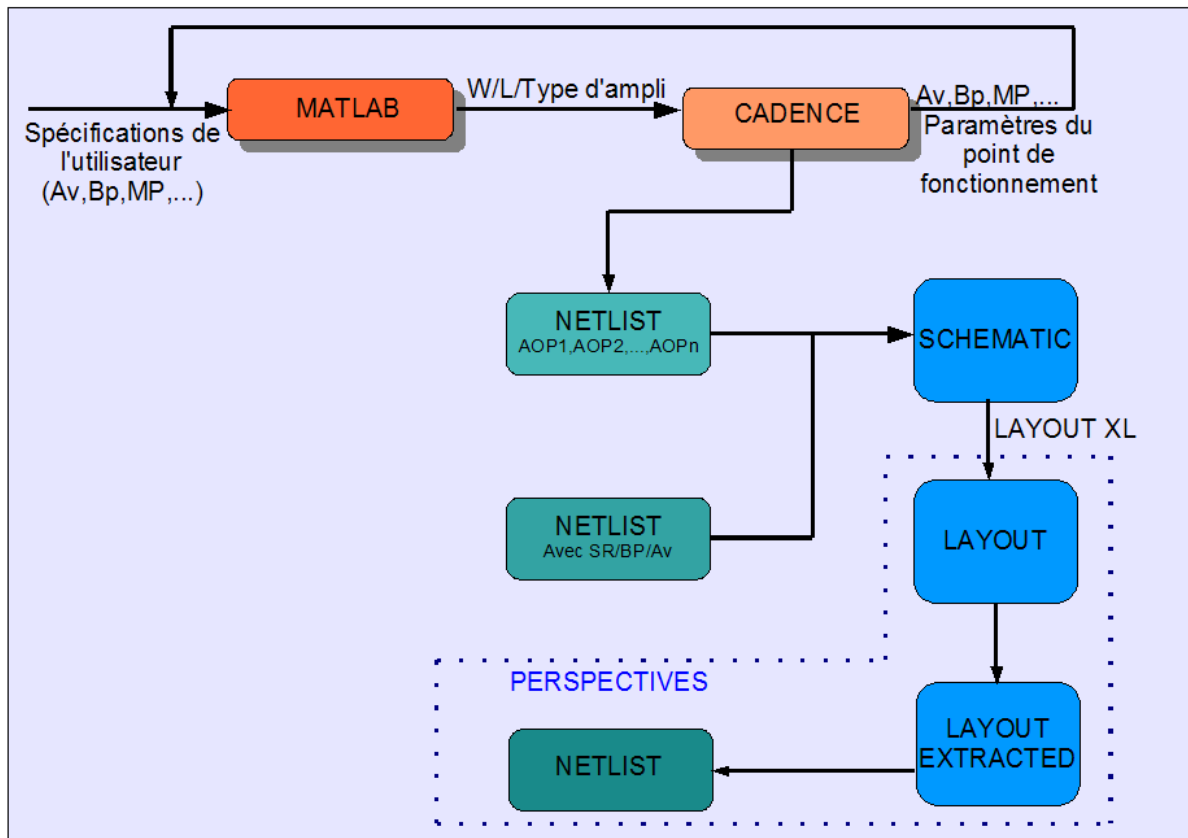 MATLAB
W/L/Type d'ampli
CADENCE
Av,Bp,MP,...
Paramètres du
point de
fonctionnement
Spécifications de
l'utilisateur
(Av,Bp,MP,...)
NETLIST
AOP1,AOP2,...,AOPn
SCHEMATIC
LAYOUT XL
NETLIST
Avec SR/BP/Av
LAYOUT
PERSPECTIVES
LAYOUT
EXTRACTED
NETLIST